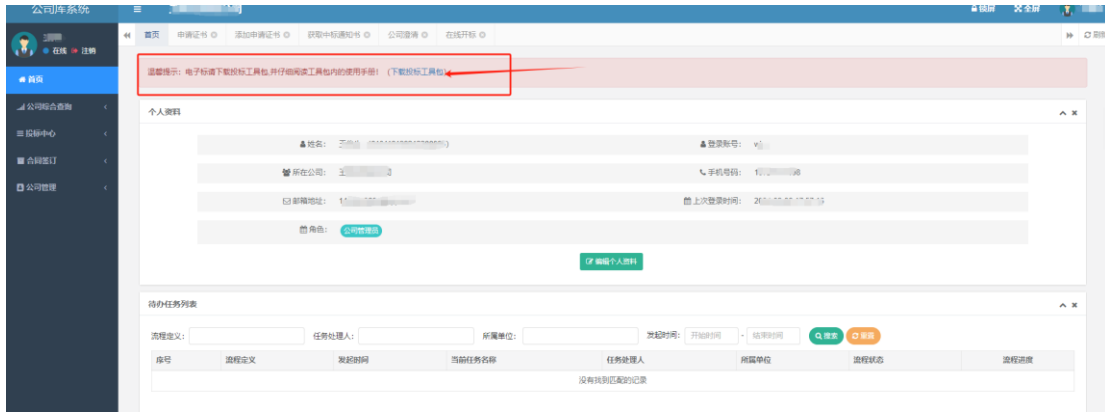 公司库系统
锁屏 全屏
在线 注销
首页 申请证书 添加申请证书 获取中标通知书 公司澄清 在线开标
首页
温馨提示：电子标请下载投标工具包,并仔细阅读工具包内的使用手册! (下载投标工具包)
公司综合查询
个人资料
投标中心
姓名:
登录账号:
合同签订
所在公司:
手机号码:
公司管理
邮箱地址:
上次登录时间:
角色: 公司管理员
编辑个人资料
待办任务列表
流程定义: 任务处理人: 所属单位: 发起时间: 开始时间 - 结束时间 搜索 重置
序号 流程定义 发起时间 当前任务名称 任务处理人 所属单位 流程状态 流程进度
没有找到匹配的记录